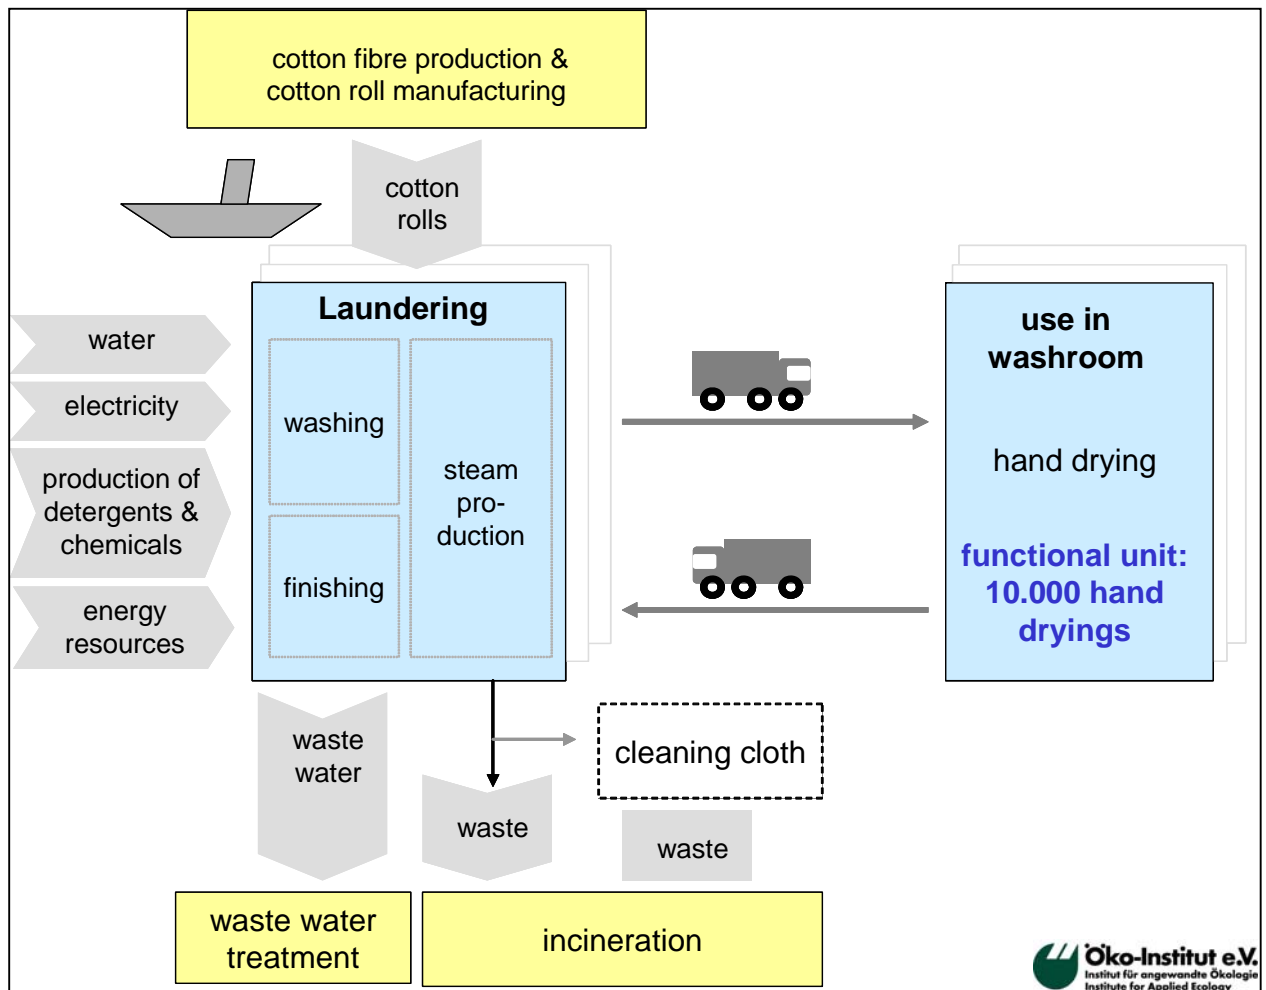 cotton fibre production &
cotton roll manufacturing
cotton
rolls
Laundering
washing
finishing
steam
pro-
duction
water
electricity
production of
detergents &
chemicals
energy
resources
use in
washroom
hand drying
functional unit:
10.000 hand
dryings
waste
water
waste
cleaning cloth
waste
waste water
treatment
incineration
Öko-Institut e.V.
Institut für angewandte Ökologie
Institute for Applied Ecology